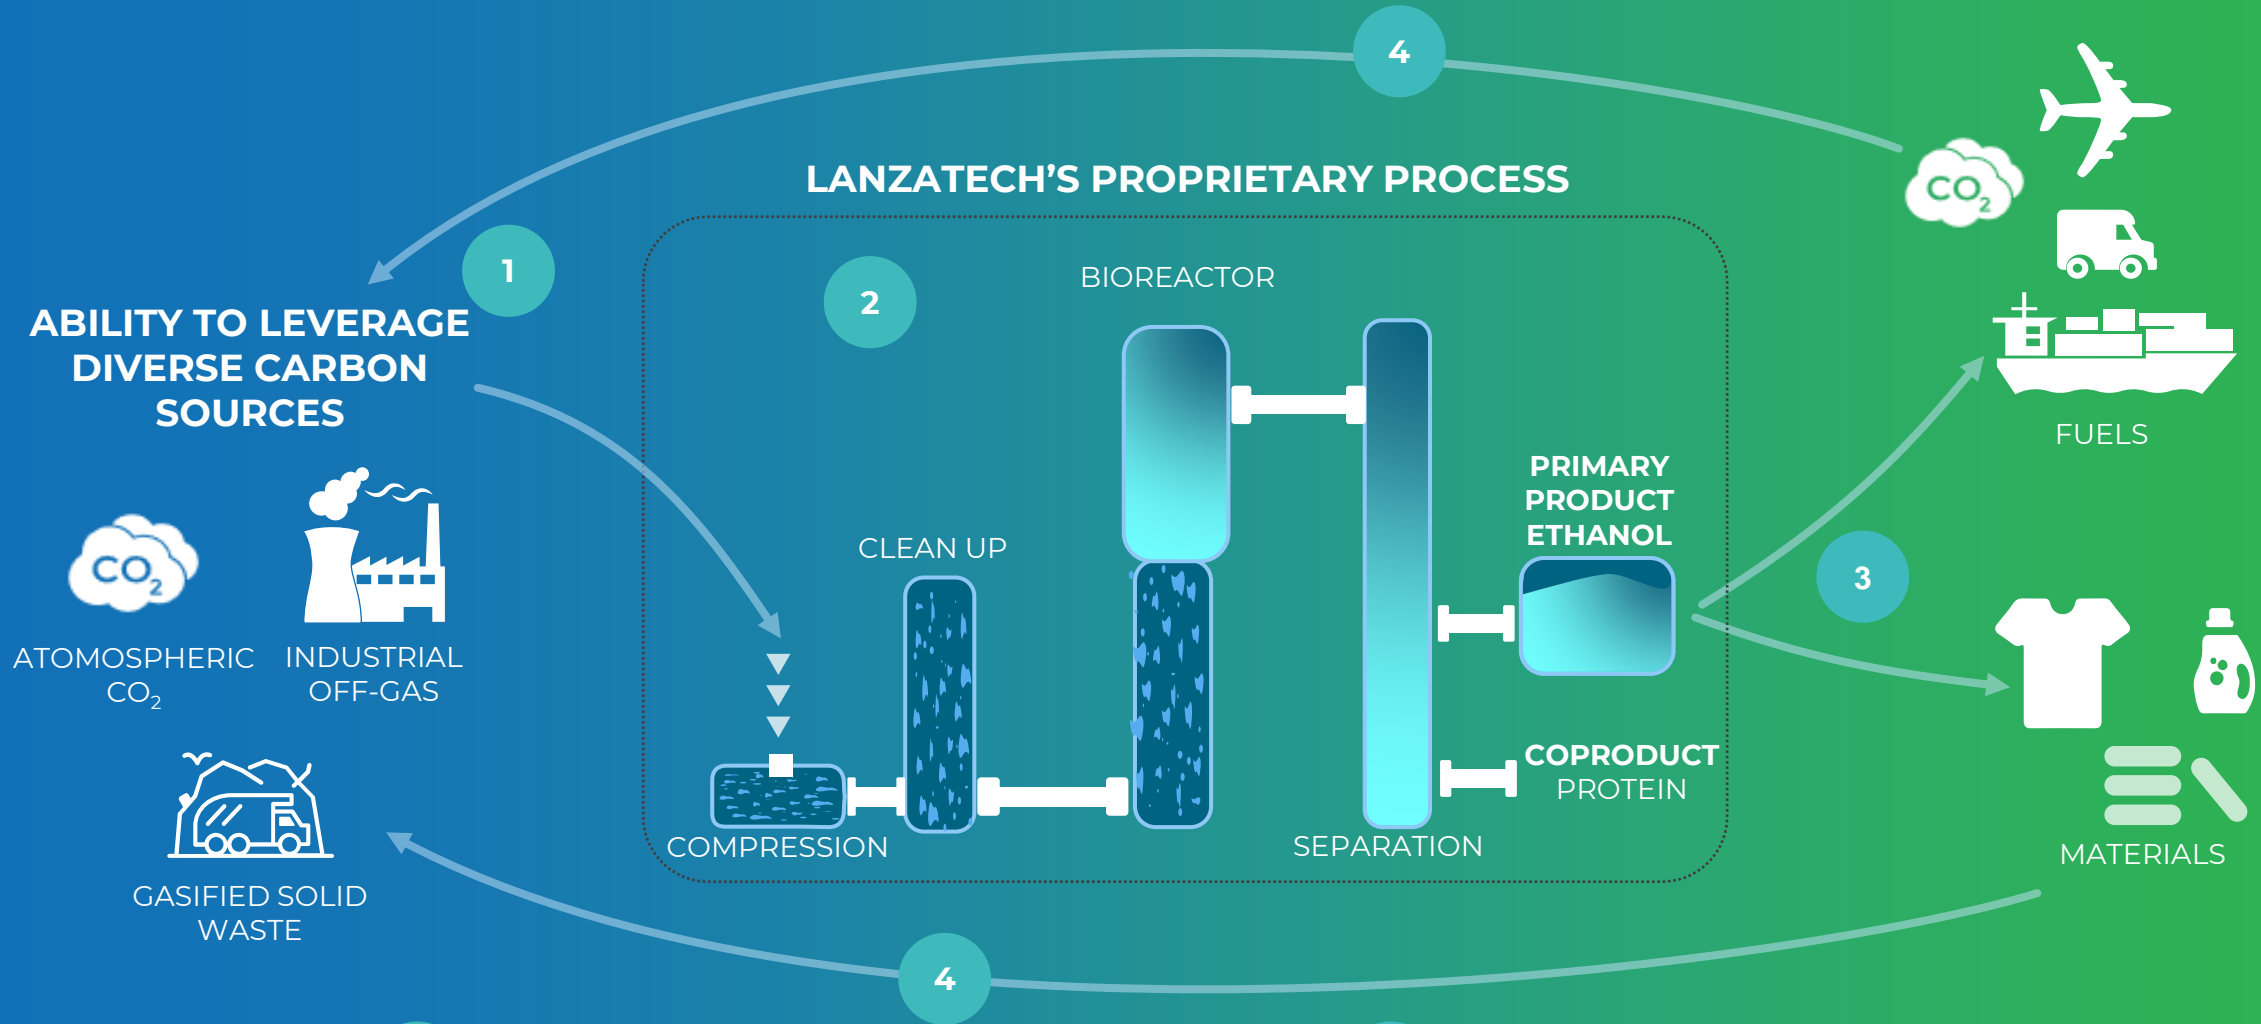 4
LANZATECH’S PROPRIETARY PROCESS
CO2
1
2
BIOREACTOR
ABILITY TO LEVERAGE
DIVERSE CARBON
SOURCES
FUELS
PRIMARY
PRODUCT
ETHANOL
CLEAN UP
CO2
3
ATOMOSPHERIC
CO2
INDUSTRIAL
OFF-GAS
COPRODUCT
PROTEIN
COMPRESSION
SEPARATION
MATERIALS
GASIFIED SOLID
WASTE
4